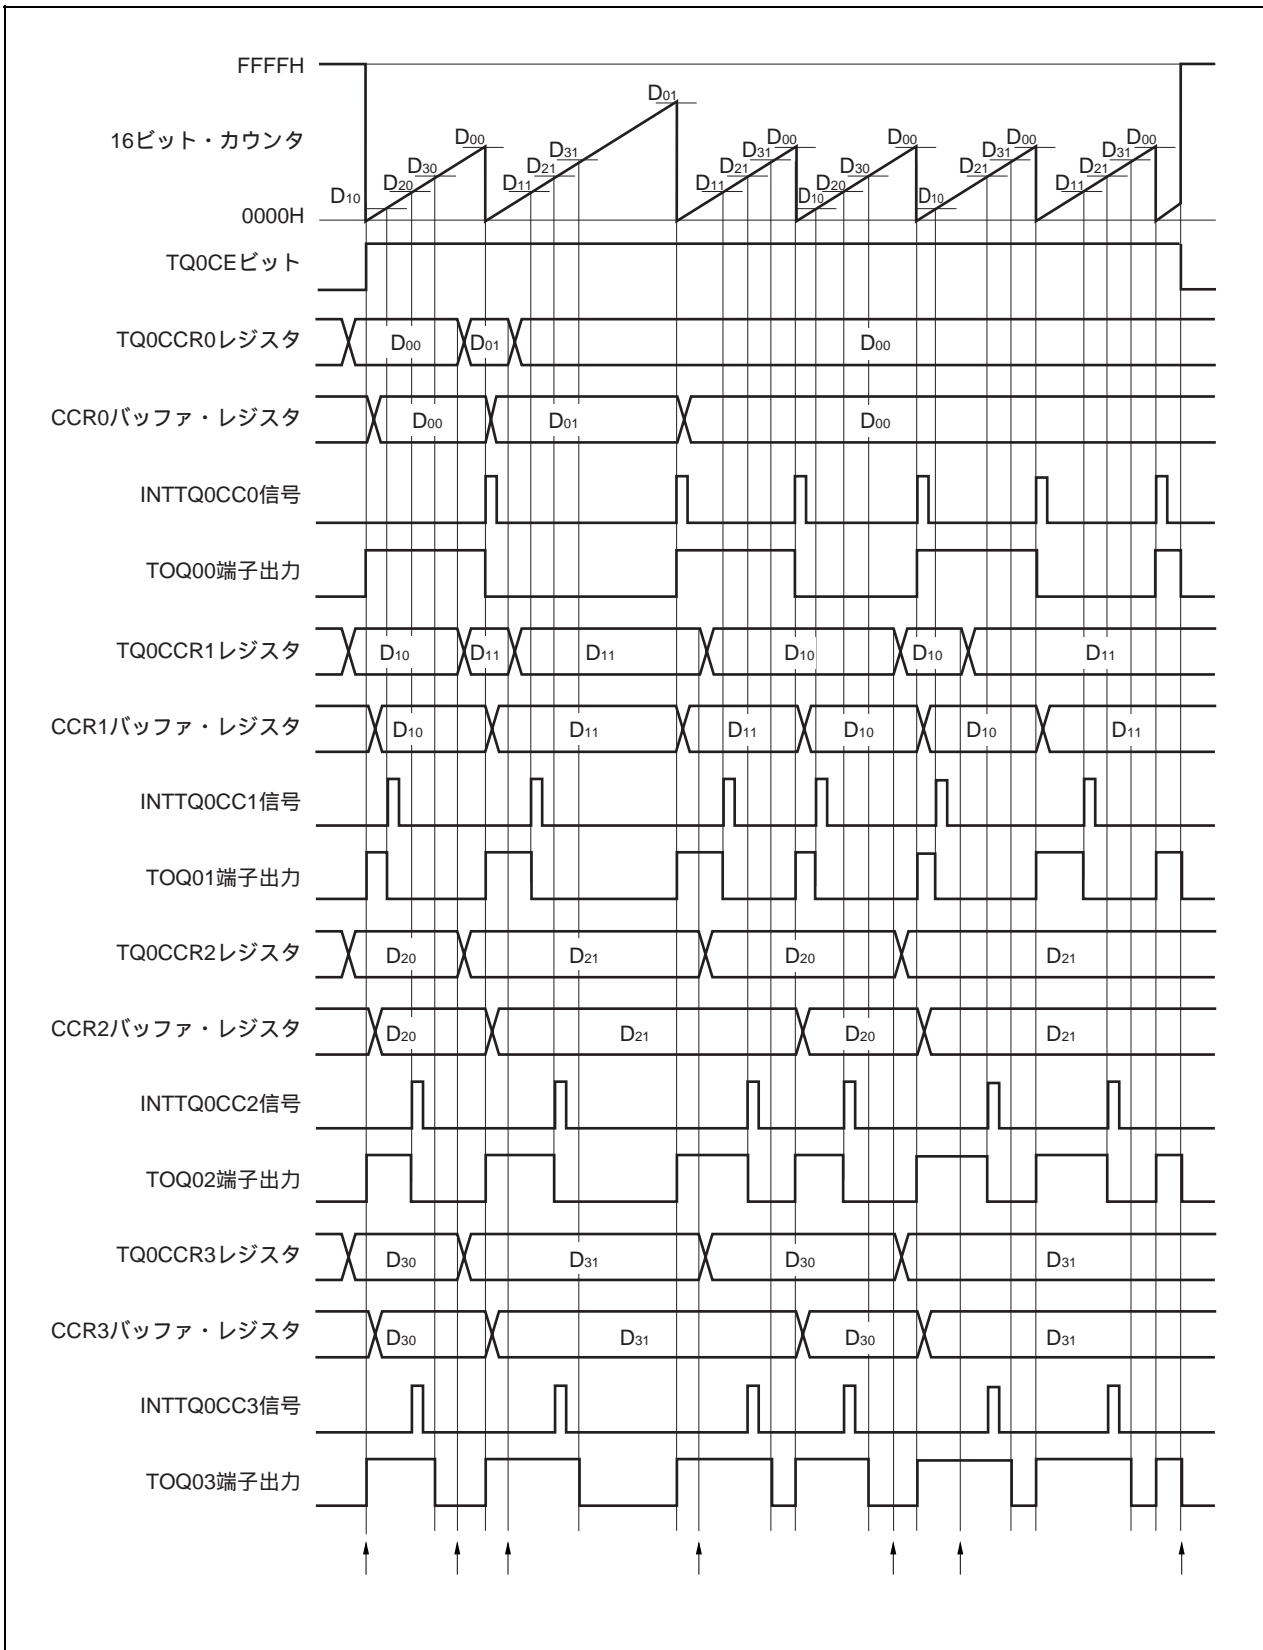 FFFFH
D01
16ビット・カウンタ
D00 D31 D00 D00 D00 D00
D30 D21 D31 D30 D31 D31
D20 D11 D21 D20 D21 D21
D10 D11 D10 D10 D11
0000H
TQ0CEビット
TQ0CCR0レジスタ D00 D01 D00
CCR0バッファ・レジスタ D00 D01 D00
INTTQ0CC0信号
TOQ00端子出力
TQ0CCR1レジスタ D10 D11 D11 D10 D10 D11
CCR1バッファ・レジスタ D10 D11 D11 D10 D10 D11
INTTQ0CC1信号
TOQ01端子出力
TQ0CCR2レジスタ D20 D21 D20 D21
CCR2バッファ・レジスタ D20 D21 D20 D21
INTTQ0CC2信号
TOQ02端子出力
TQ0CCR3レジスタ D30 D31 D30 D31
CCR3バッファ・レジスタ D30 D31 D30 D31
INTTQ0CC3信号
TOQ03端子出力